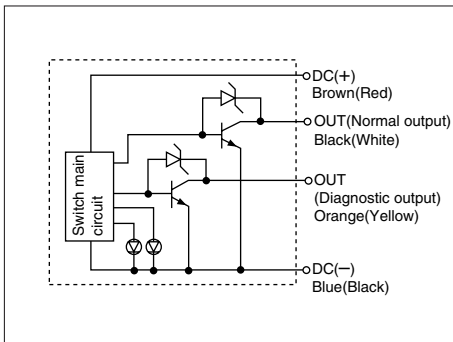 DC(+)
Brown(Red)
OUT(Normal output)
Black(White)
Switch main
circuit
OUT
(Diagnostic output)
Orange(Yellow)
DC(—)
Blue(Black)